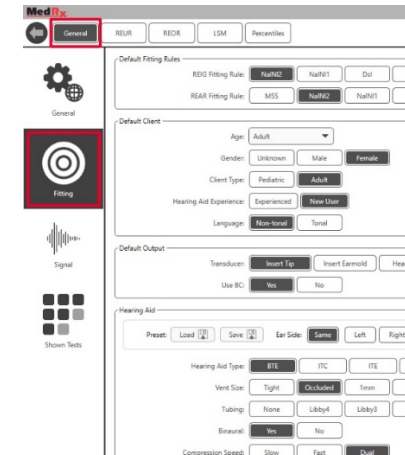 MedRx
General REUR REOR LSM Percentiles
General
Fitting
Signal
Shown Tests
Default Fitting Rules
REIG Fitting Rule: NalNl2 NalNl1 Dsl
REAR Fitting Rule: MSS NalNl2 NalNl1
Default Client
Age: Adult
Gender: Unknown Male Female
Client Type: Pediatric Adult
Hearing Aid Experience: Experienced New User
Language: Non-tonal Tonal
Default Output
Transducer: Insert Tip Insert Earmold Hea
Use BC: Yes No
Hearing Aid
Preset: Load Save Ear Side: Same Left Right
Hearing Aid Type: BTE ITC ITE
Vent Size: Tight Occluded 1mm
Tubing: None Libby4 Libby3
Binaural: Yes No
Compression Speed: Slow Fast Dual